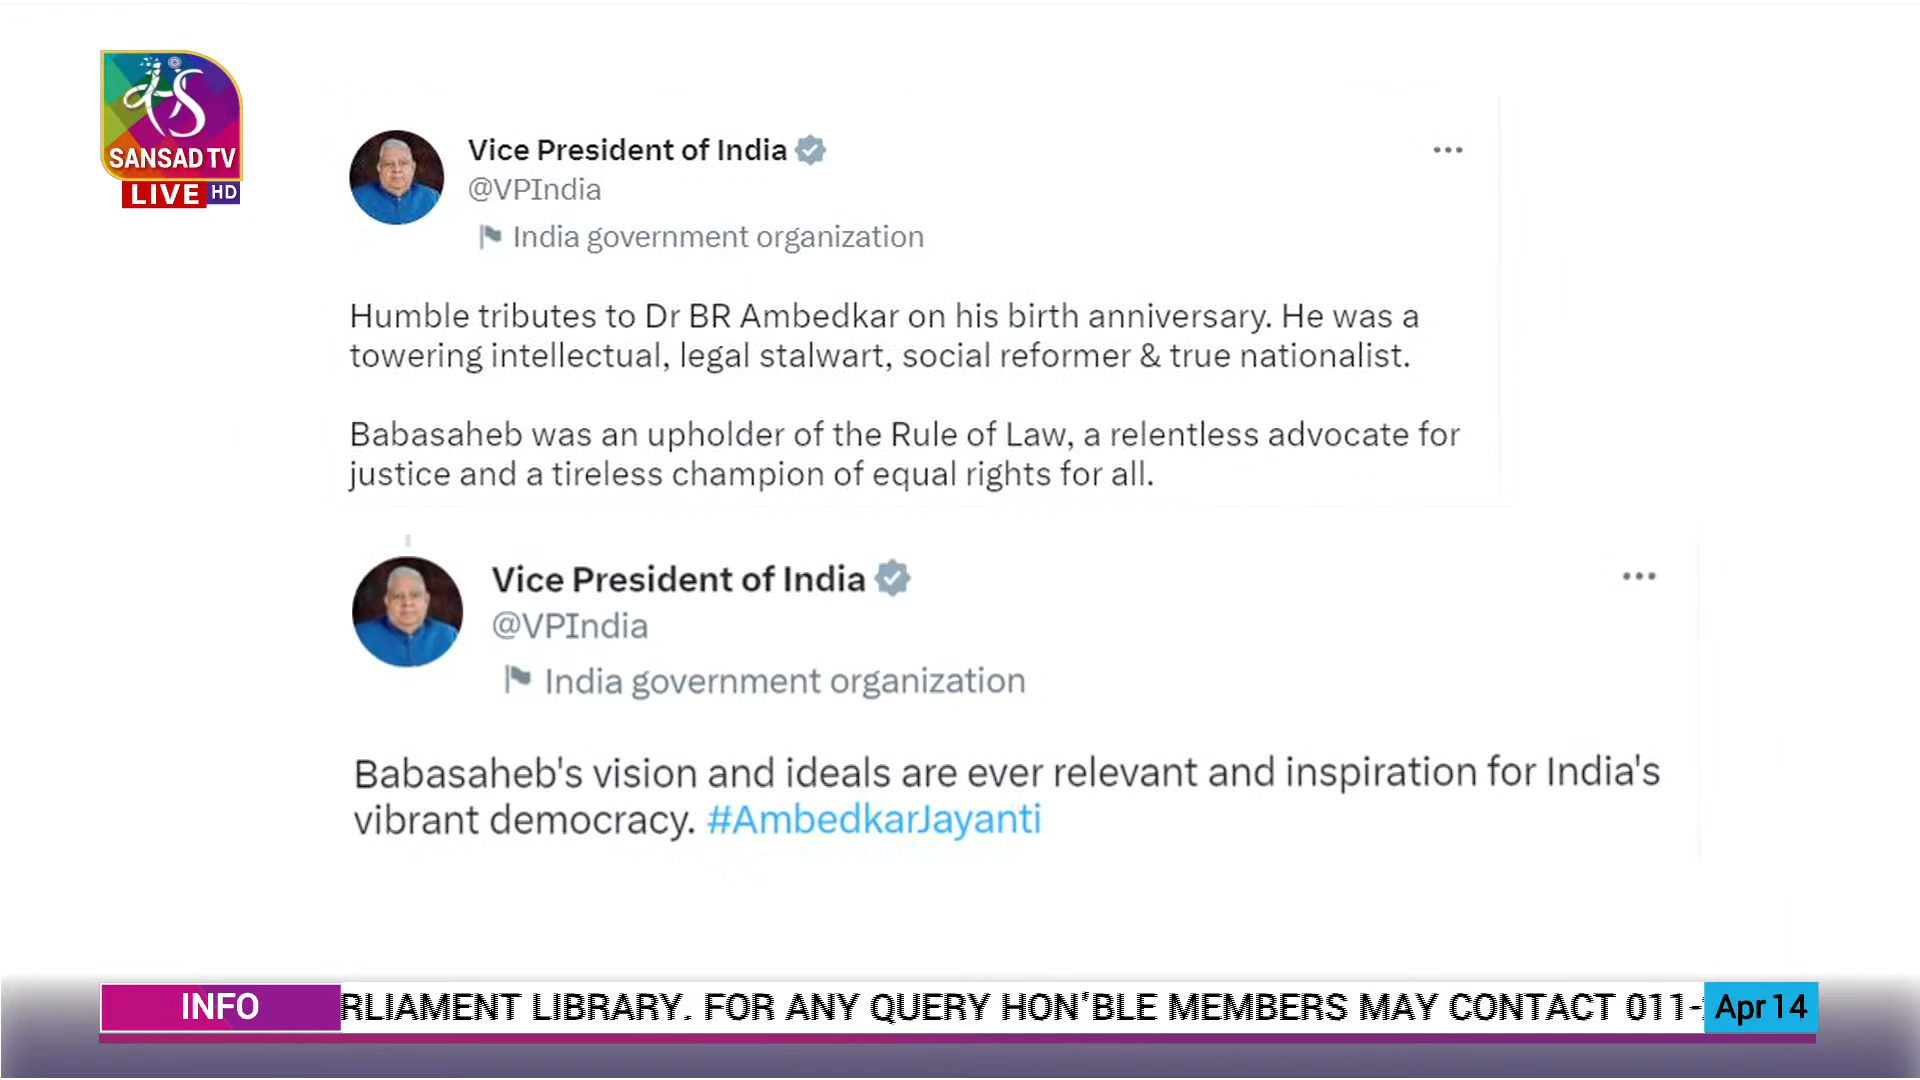 SANSAD TV
LIVE HD
Vice President of India
@VPIndia
India government organization
Humble tributes to Dr BR Ambedkar on his birth anniversary. He was a
towering intellectual, legal stalwart, social reformer & true nationalist.
Babasaheb was an upholder of the Rule of Law, a relentless advocate for
justice and a tireless champion of equal rights for all.
Vice President of India
@VPIndia
India government organization
Babasaheb's vision and ideals are ever relevant and inspiration for India's
vibrant democracy. #AmbedkarJayanti
INFO
RLIAMENT LIBRARY. FOR ANY QUERY HON'BLE MEMBERS MAY CONTACT 011-
Apr 14